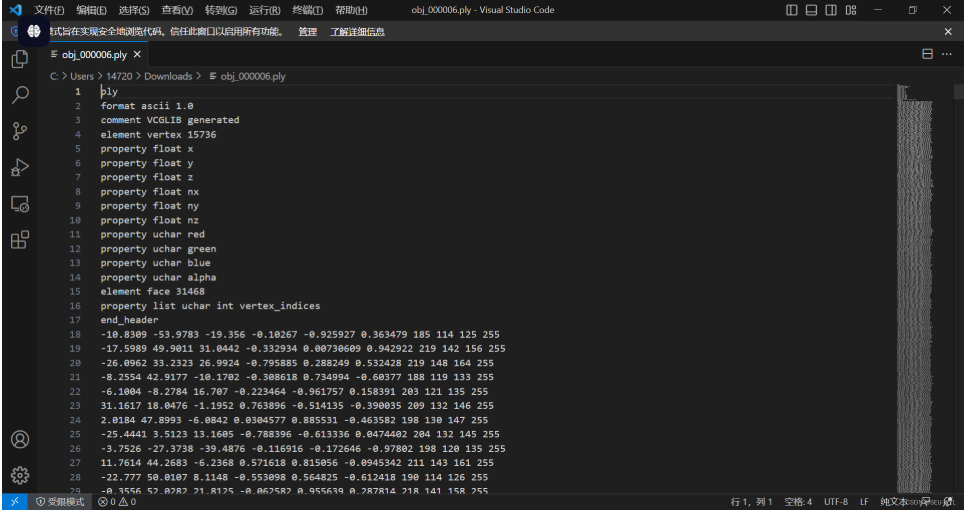 文件(F) 编辑(E) 选择(S) 查看(V) 转到(G) 运行(R) 终端(T) 帮助(H) obj_000006.ply - Visual Studio Code
式旨在实现安全地浏览代码。信任此窗口以启用所有功能。 管理 了解详细信息
obj_000006.ply
C: > Users > 14720 > Downloads > obj_000006.ply
1 ply
2 format ascii 1.0
3 comment VCGLIB generated
4 element vertex 15736
5 property float x
6 property float y
7 property float z
8 property float nx
9 property float ny
10 property float nz
11 property uchar red
12 property uchar green
13 property uchar blue
14 property uchar alpha
15 element face 31468
16 property list uchar int vertex_indices
17 end_header
18 -10.8309 -53.9783 -19.356 -0.10267 -0.925927 0.363479 185 114 125 255
19 -17.5989 49.9011 31.0442 -0.332934 0.00730609 0.942922 219 142 156 255
20 -26.0962 33.2323 26.9924 -0.795885 0.288249 0.532428 219 148 164 255
21 -8.2554 42.9177 -10.1702 -0.308618 0.734994 -0.60377 188 119 133 255
22 -6.1004 -8.2784 16.707 -0.223464 -0.961757 0.158391 203 121 135 255
23 31.1617 18.0476 -1.1952 0.763896 -0.514135 -0.390035 209 132 146 255
24 2.0184 47.8993 -6.0842 0.0304577 0.885531 -0.463582 198 130 147 255
25 -25.4441 3.5123 13.1605 -0.788396 -0.613336 0.0474402 204 132 145 255
26 -3.7526 -27.3738 -39.4876 -0.116916 -0.172646 -0.97802 198 120 135 255
27 11.7614 44.2683 -6.2368 0.571618 0.815056 -0.0945342 211 143 161 255
28 -22.777 50.0107 8.1148 -0.553098 0.564825 -0.612418 190 114 126 255
29 -0.3556 52.0282 21.8125 -0.062582 0.955639 0.287814 218 141 158 255
受限模式 0 0 行 1，列 1 空格: 4 UTF-8 LF 纯文本